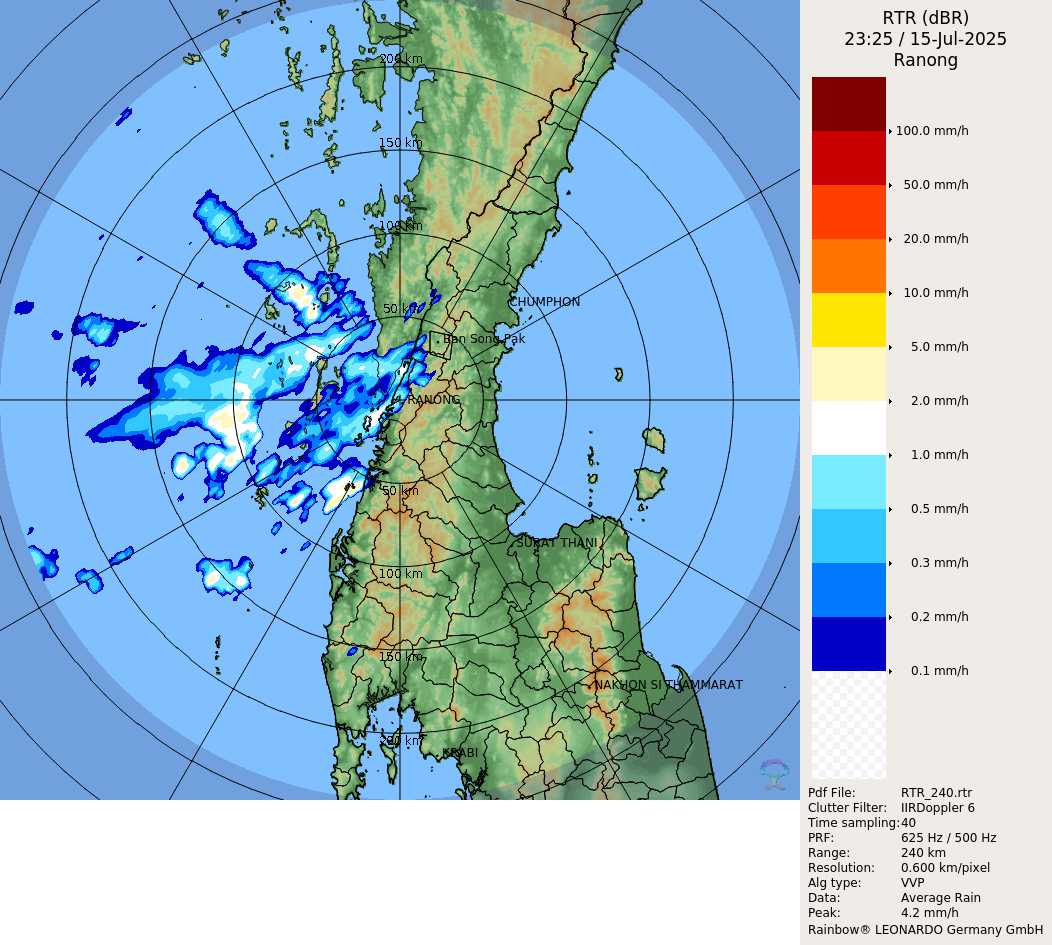 RTR (dBR)
23:25 / 15-Jul-2025
Ranong
200 km
150 km
100 km
50 km
CHUMPHON
Ban Song Pak
RANONG
50 km
SURAT THANI
100 km
150 km
NAKHON SI THAMMARAT
200 km
KRABI
100.0 mm/h
50.0 mm/h
20.0 mm/h
10.0 mm/h
5.0 mm/h
2.0 mm/h
1.0 mm/h
0.5 mm/h
0.3 mm/h
0.2 mm/h
0.1 mm/h
Pdf File: RTR_240.rtr
Clutter Filter: IIRDoppler 6
Time sampling:40
PRF: 625 Hz / 500 Hz
Range: 240 km
Resolution: 0.600 km/pixel
Alg type: VVP
Data: Average Rain
Peak: 4.2 mm/h
Rainbow® LEONARDO Germany GmbH